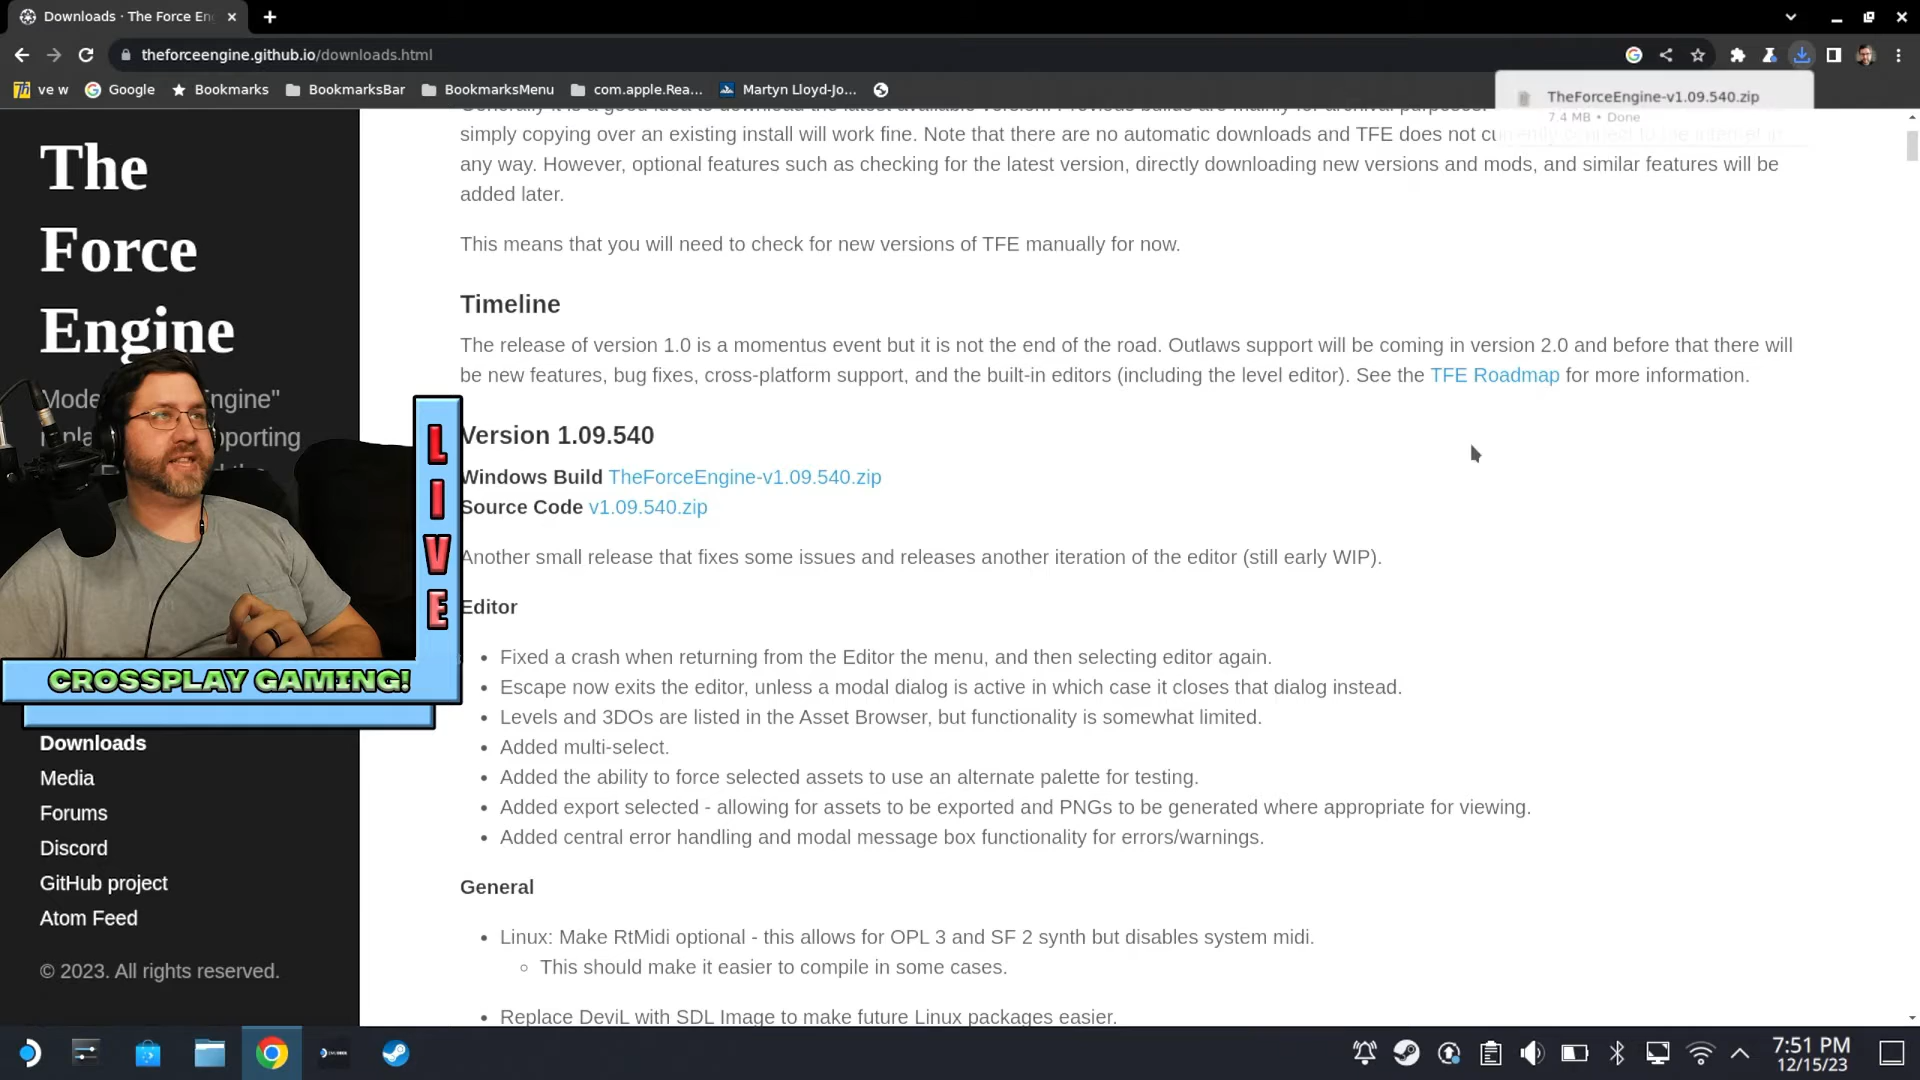 Downloads · The Force En
theforceengine.github.io/downloads.html
ve w
Google
Bookmarks
BookmarksBar
BookmarksMenu
com.apple.Rea...
Martyn Lloyd-Jo...
TheForceEngine-v1.09.540.zip
7.4 MB • Done
The
Force
Engine
Mode ngine"
pporting
simply copying over an existing install will work fine. Note that there are no automatic downloads and TFE does not currently connect to the internet in
any way. However, optional features such as checking for the latest version, directly downloading new versions and mods, and similar features will be
added later.
This means that you will need to check for new versions of TFE manually for now.
Timeline
The release of version 1.0 is a momentus event but it is not the end of the road. Outlaws support will be coming in version 2.0 and before that there will
be new features, bug fixes, cross-platform support, and the built-in editors (including the level editor). See the TFE Roadmap for more information.
Version 1.09.540
Windows Build TheForceEngine-v1.09.540.zip
Source Code v1.09.540.zip
Another small release that fixes some issues and releases another iteration of the editor (still early WIP).
Editor
Fixed a crash when returning from the Editor the menu, and then selecting editor again.
Escape now exits the editor, unless a modal dialog is active in which case it closes that dialog instead.
Levels and 3DOs are listed in the Asset Browser, but functionality is somewhat limited.
Added multi-select.
Added the ability to force selected assets to use an alternate palette for testing.
Added export selected - allowing for assets to be exported and PNGs to be generated where appropriate for viewing.
Added central error handling and modal message box functionality for errors/warnings.
General
Linux: Make RtMidi optional - this allows for OPL 3 and SF 2 synth but disables system midi.
This should make it easier to compile in some cases.
Replace DeviL with SDL Image to make future Linux packages easier.
LIVE
CROSSPLAY GAMING!
Downloads
Media
Forums
Discord
GitHub project
Atom Feed
© 2023. All rights reserved.
7:51 PM
12/15/23